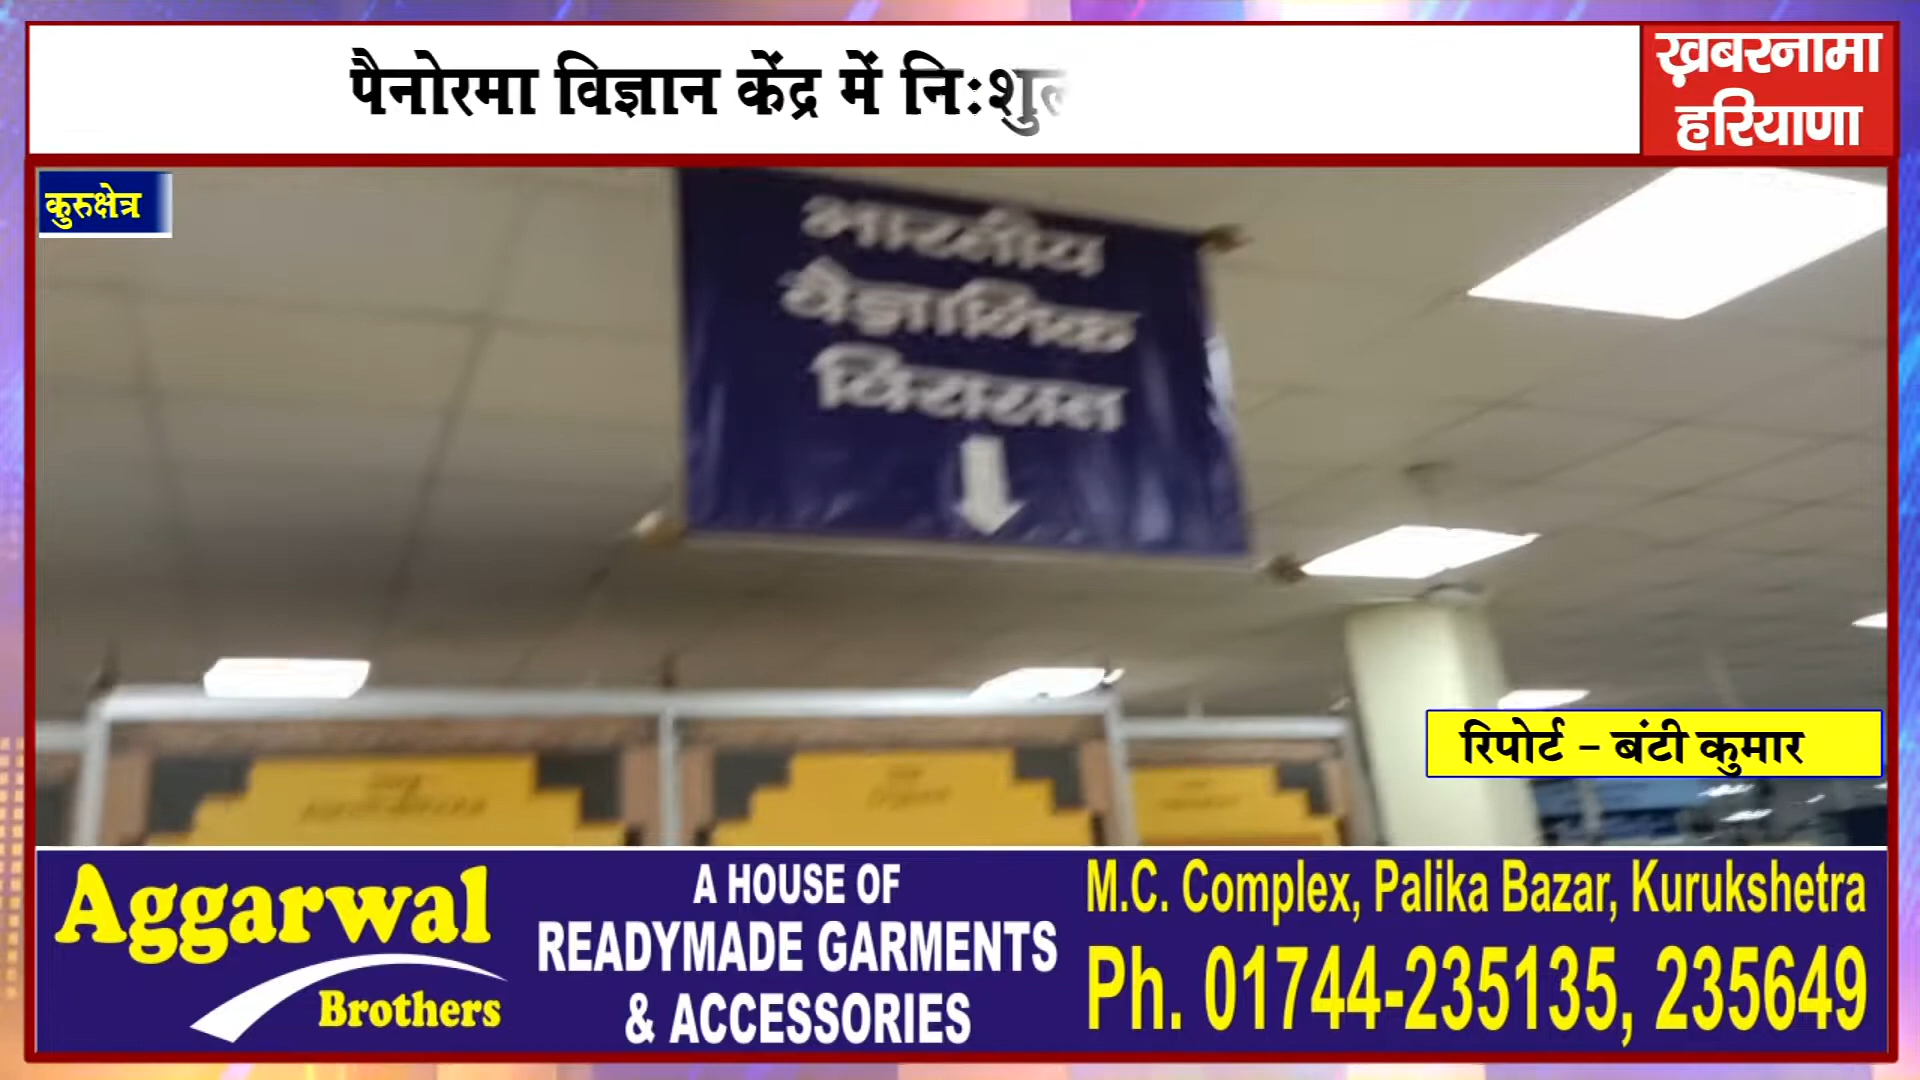 पैनोरमा विज्ञान केंद्र में निःशुल
ख़बरनामा
हरियाणा
कुरुक्षेत्र
भारतीय
वैज्ञानिक
विरासत
रिपोर्ट - बंटी कुमार
Aggarwal
Brothers
A HOUSE OF
READYMADE GARMENTS
& ACCESSORIES
M.C. Complex, Palika Bazar, Kurukshetra
Ph. 01744-235135, 235649